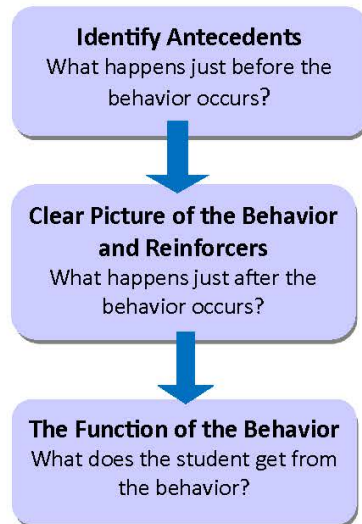 Identify Antecedents
What happens just before the
behavior occurs?
Clear Picture of the Behavior
and Reinforcers
What happens just after the
behavior occurs?
The Function of the Behavior
What does the student get from
the behavior?